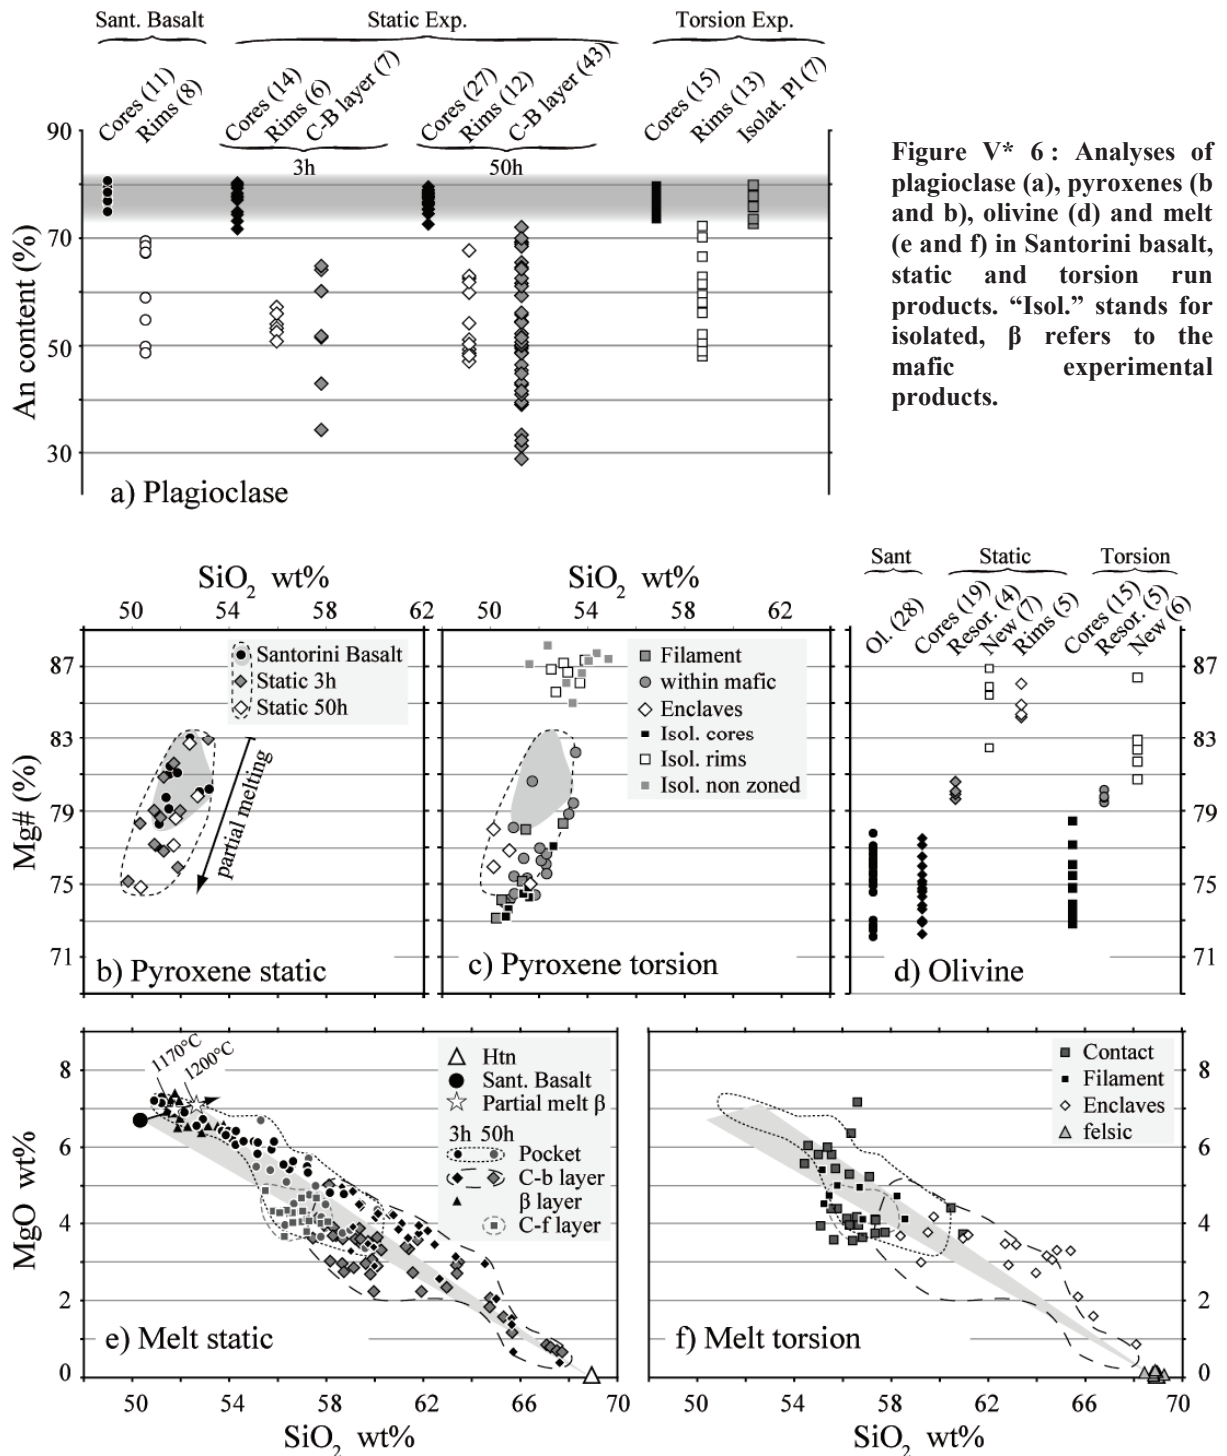 Sant. Basalt
Static Exp.
Torsion Exp.
Cores (11)
Rims (8)
Cores (14)
Rims (6)
C-B layer (7)
Cores (27)
Rims (12)
C-B layer (43)
Cores (15)
Rims (13)
Isolat. Pl (7)
3h
50h
90
70
50
30
An content (%)
a) Plagioclase
Figure V* 6 : Analyses of
plagioclase (a), pyroxenes (b
and b), olivine (d) and melt
(e and f) in Santorini basalt,
static and torsion run
products. “Isol.” stands for
isolated, β refers to the
mafic experimental
products.
SiO2 wt%
50 54 58 62
Santorini Basalt
Static 3h
Static 50h
partial melting
87
83
79
75
71
Mg# (%)
b) Pyroxene static
SiO2 wt%
50 54 58 62
Filament
within mafic
Enclaves
Isol. cores
Isol. rims
Isol. non zoned
c) Pyroxene torsion
Sant
Static
Torsion
Ol. (28)
Cores (19)
Resor. (4)
New (7)
Rims (5)
Cores (15)
Resor. (5)
New (6)
87
83
79
75
71
d) Olivine
1170°C
1200°C
Htn
Sant. Basalt
Partial melt β
3h 50h
Pocket
C-b layer
β layer
C-f layer
8
6
4
2
0
MgO wt%
e) Melt static
50 54 58 62 66 70
SiO2 wt%
Contact
Filament
Enclaves
felsic
8
6
4
2
0
f) Melt torsion
50 54 58 62 66 70
SiO2 wt%